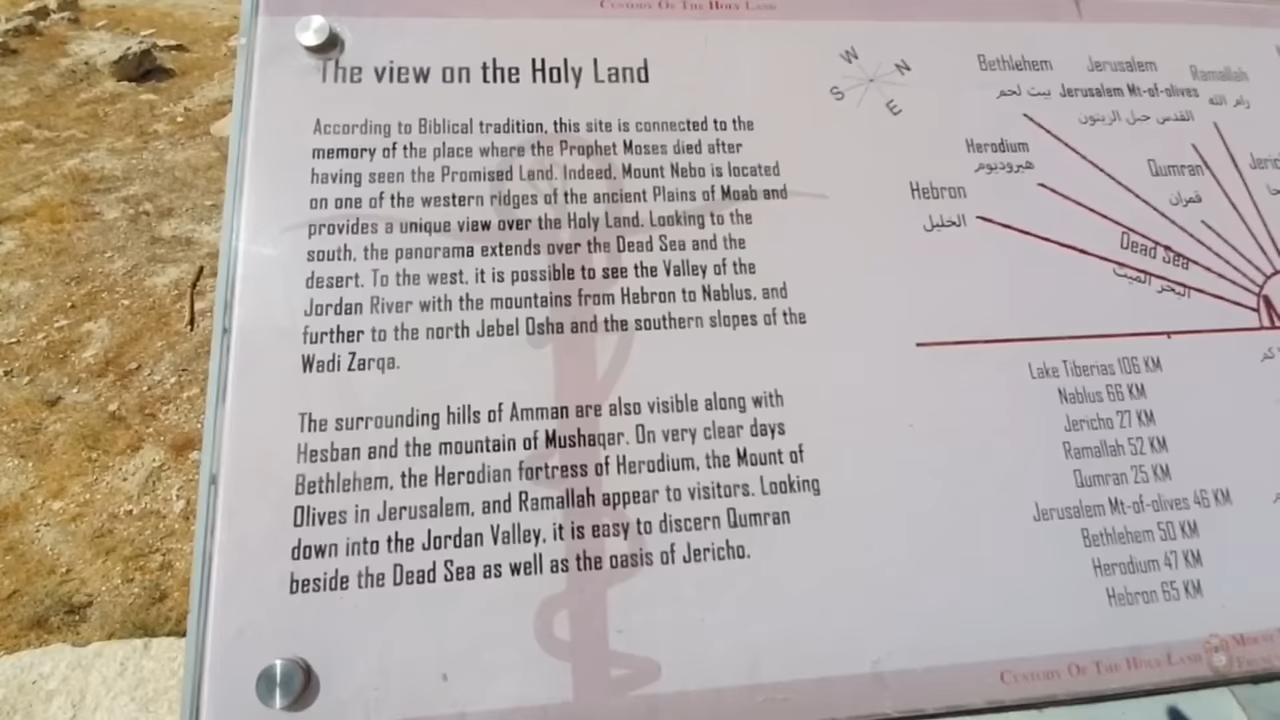 CUSTODY OF THE HOLY LAND
The view on the Holy Land
According to Biblical tradition, this site is connected to the
memory of the place where the Prophet Moses died after
having seen the Promised Land. Indeed, Mount Nebo is located
on one of the western ridges of the ancient Plains of Moab and
provides a unique view over the Holy Land. Looking to the
south, the panorama extends over the Dead Sea and the
desert. To the west, it is possible to see the Valley of the
Jordan River with the mountains from Hebron to Nablus, and
further to the north Jebel Osha and the southern slopes of the
Wadi Zarqa.
The surrounding hills of Amman are also visible along with
Hesban and the mountain of Mushaqar. On very clear days
Bethlehem, the Herodian fortress of Herodium, the Mount of
Olives in Jerusalem, and Ramallah appear to visitors. Looking
down into the Jordan Valley, it is easy to discern Qumran
beside the Dead Sea as well as the oasis of Jericho.
W
N
S
E
Bethlehem
بيت لحم
Jerusalem
Jerusalem Mt-of-olives
القدس جبل الزيتون
Ramallah
رام الله
Herodium
هيروديوم
Qumran
قمران
Hebron
الخليل
Dead Sea
البحر الميت
Lake Tiberias 106 KM
Nablus 66 KM
Jericho 27 KM
Ramallah 52 KM
Qumran 25 KM
Jerusalem Mt-of-olives 46 KM
Bethlehem 50 KM
Herodium 47 KM
Hebron 65 KM
CUSTODY OF THE HOLY LAND